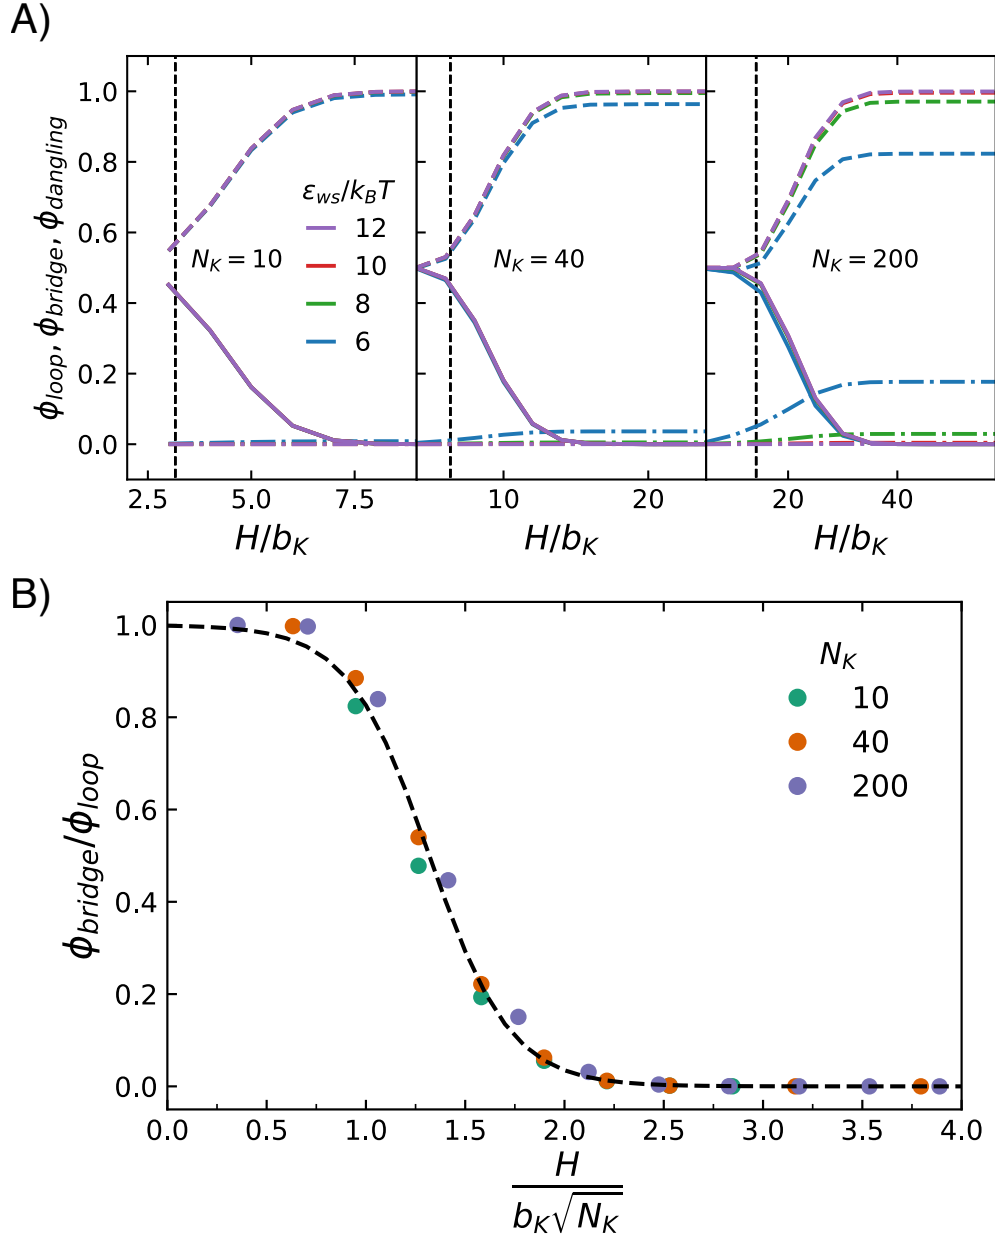 A)
ϕloop, ϕbridge, ϕdangling
1.0
0.8
0.6
0.4
0.2
0.0
εws/kBT
12
10
8
6
NK = 10
NK = 40
NK = 200
2.5 5.0 7.5 10 20 20 40
H/bK H/bK H/bK
B)
ϕbridge/ϕloop
1.0
0.8
0.6
0.4
0.2
0.0
NK
10
40
200
0.0 0.5 1.0 1.5 2.0 2.5 3.0 3.5 4.0
H
bK√NK